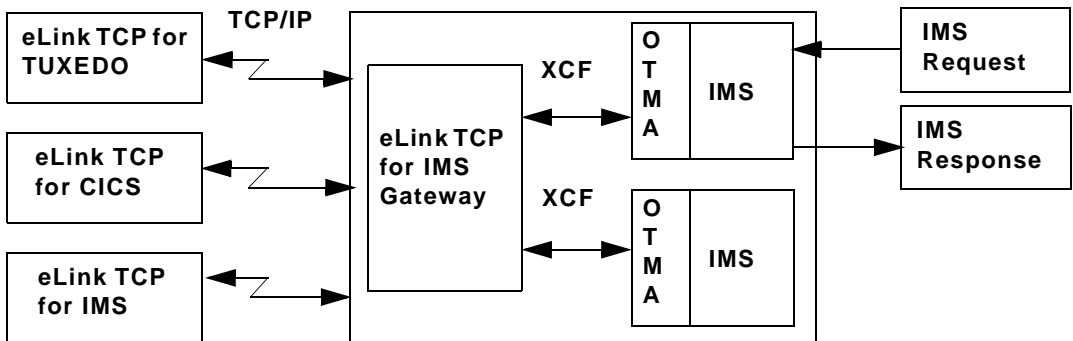 eLink TCP for
TUXEDO
TCP/IP
eLink TCP
for CICS
eLink TCP
for IMS
eLink TCP
for IMS
Gateway
XCF
XCF
O
T
M
A
IMS
O
T
M
A
IMS
IMS
Request
IMS
Response